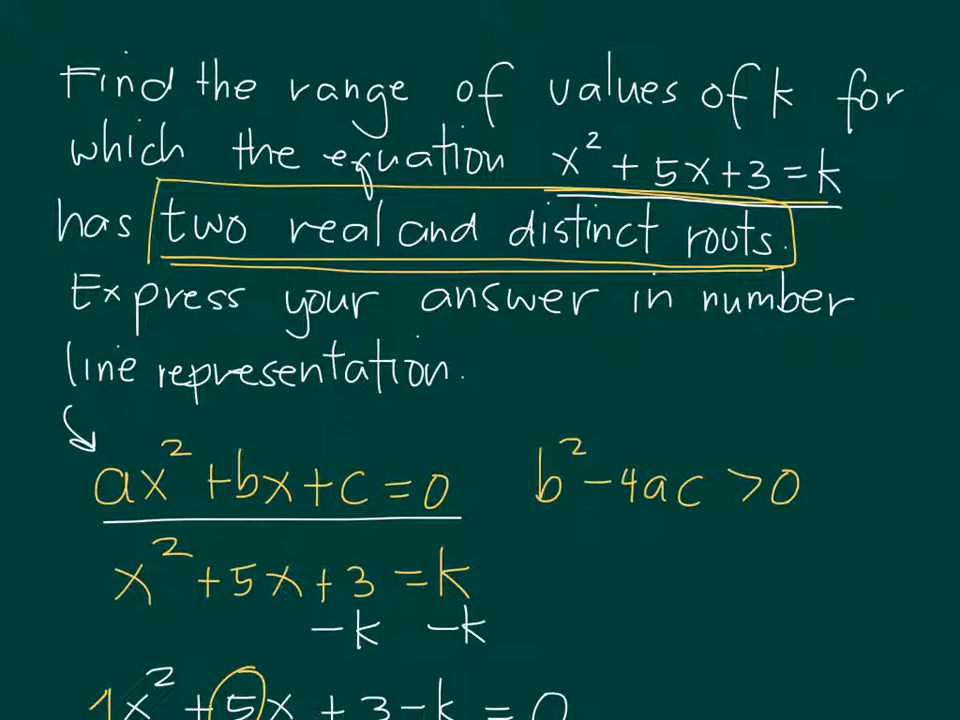 Find the range of values of k for
which the equation x² + 5x + 3 = k
has two real and distinct roots.
Express your answer in number
line representation.
ax² + bx + c = 0 b² - 4ac > 0
x² + 5x + 3 = k
- k - k
1x² + 5x + 3 - k = 0